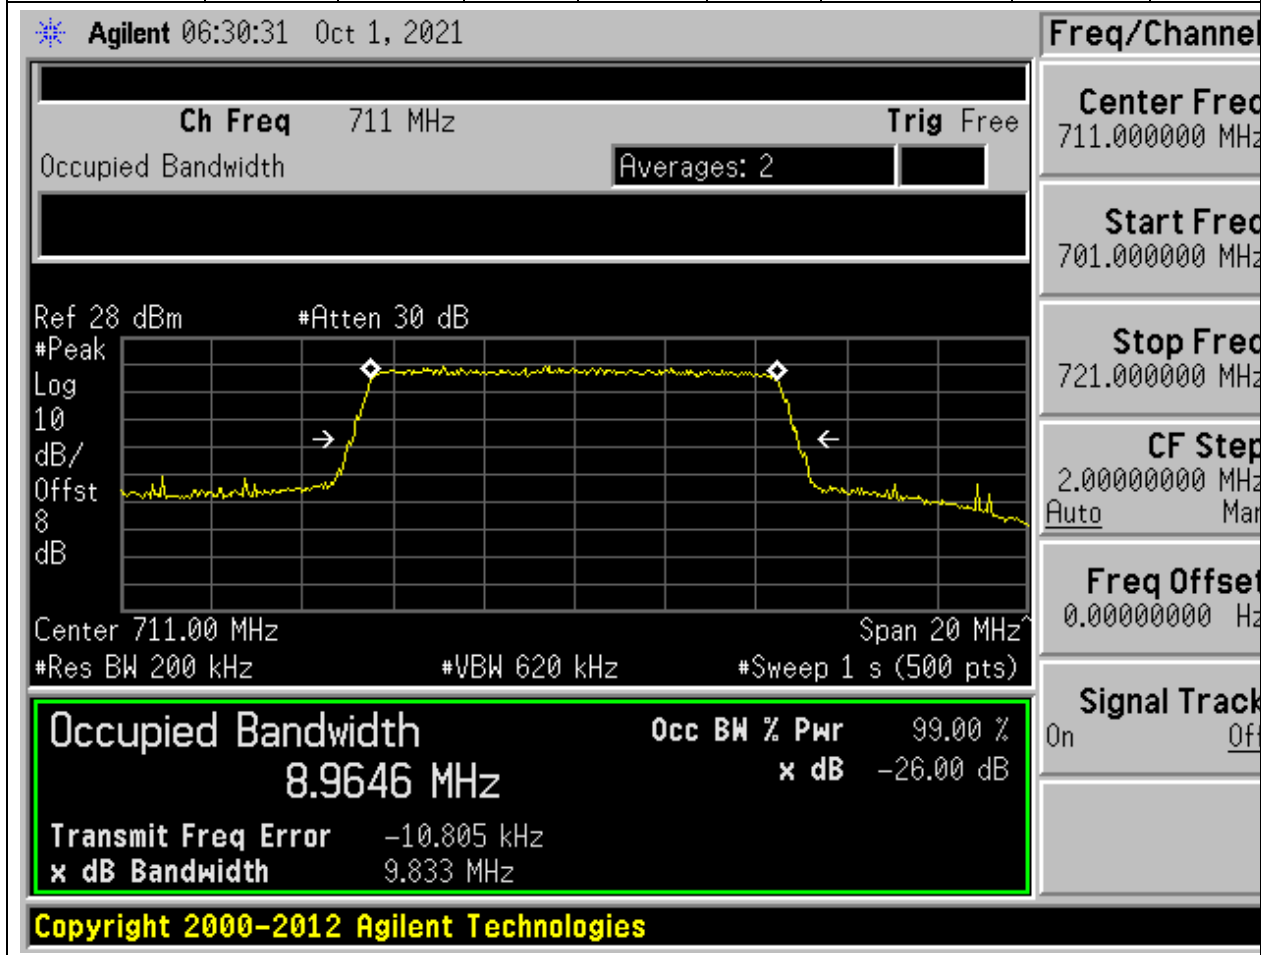 Agilent 06:30:31 Oct 1, 2021
Freq/Channel
Ch Freq 711 MHz Trig Free
Occupied Bandwidth Averages: 2
Center Freq
711.000000 MHz
Start Freq
701.000000 MHz
Stop Freq
721.000000 MHz
CF Step
2.00000000 MHz
Auto Man
Freq Offset
0.00000000 Hz
Signal Track
On Off
Ref 28 dBm #Atten 30 dB
#Peak
Log
10
dB/
Offst
8
dB
Center 711.00 MHz Span 20 MHz^
#Res BW 200 kHz #VBW 620 kHz #Sweep 1 s (500 pts)
Occupied Bandwidth
8.9646 MHz
Occ BW % Pwr 99.00 %
x dB -26.00 dB
Transmit Freq Error -10.805 kHz
x dB Bandwidth 9.833 MHz
Copyright 2000-2012 Agilent Technologies